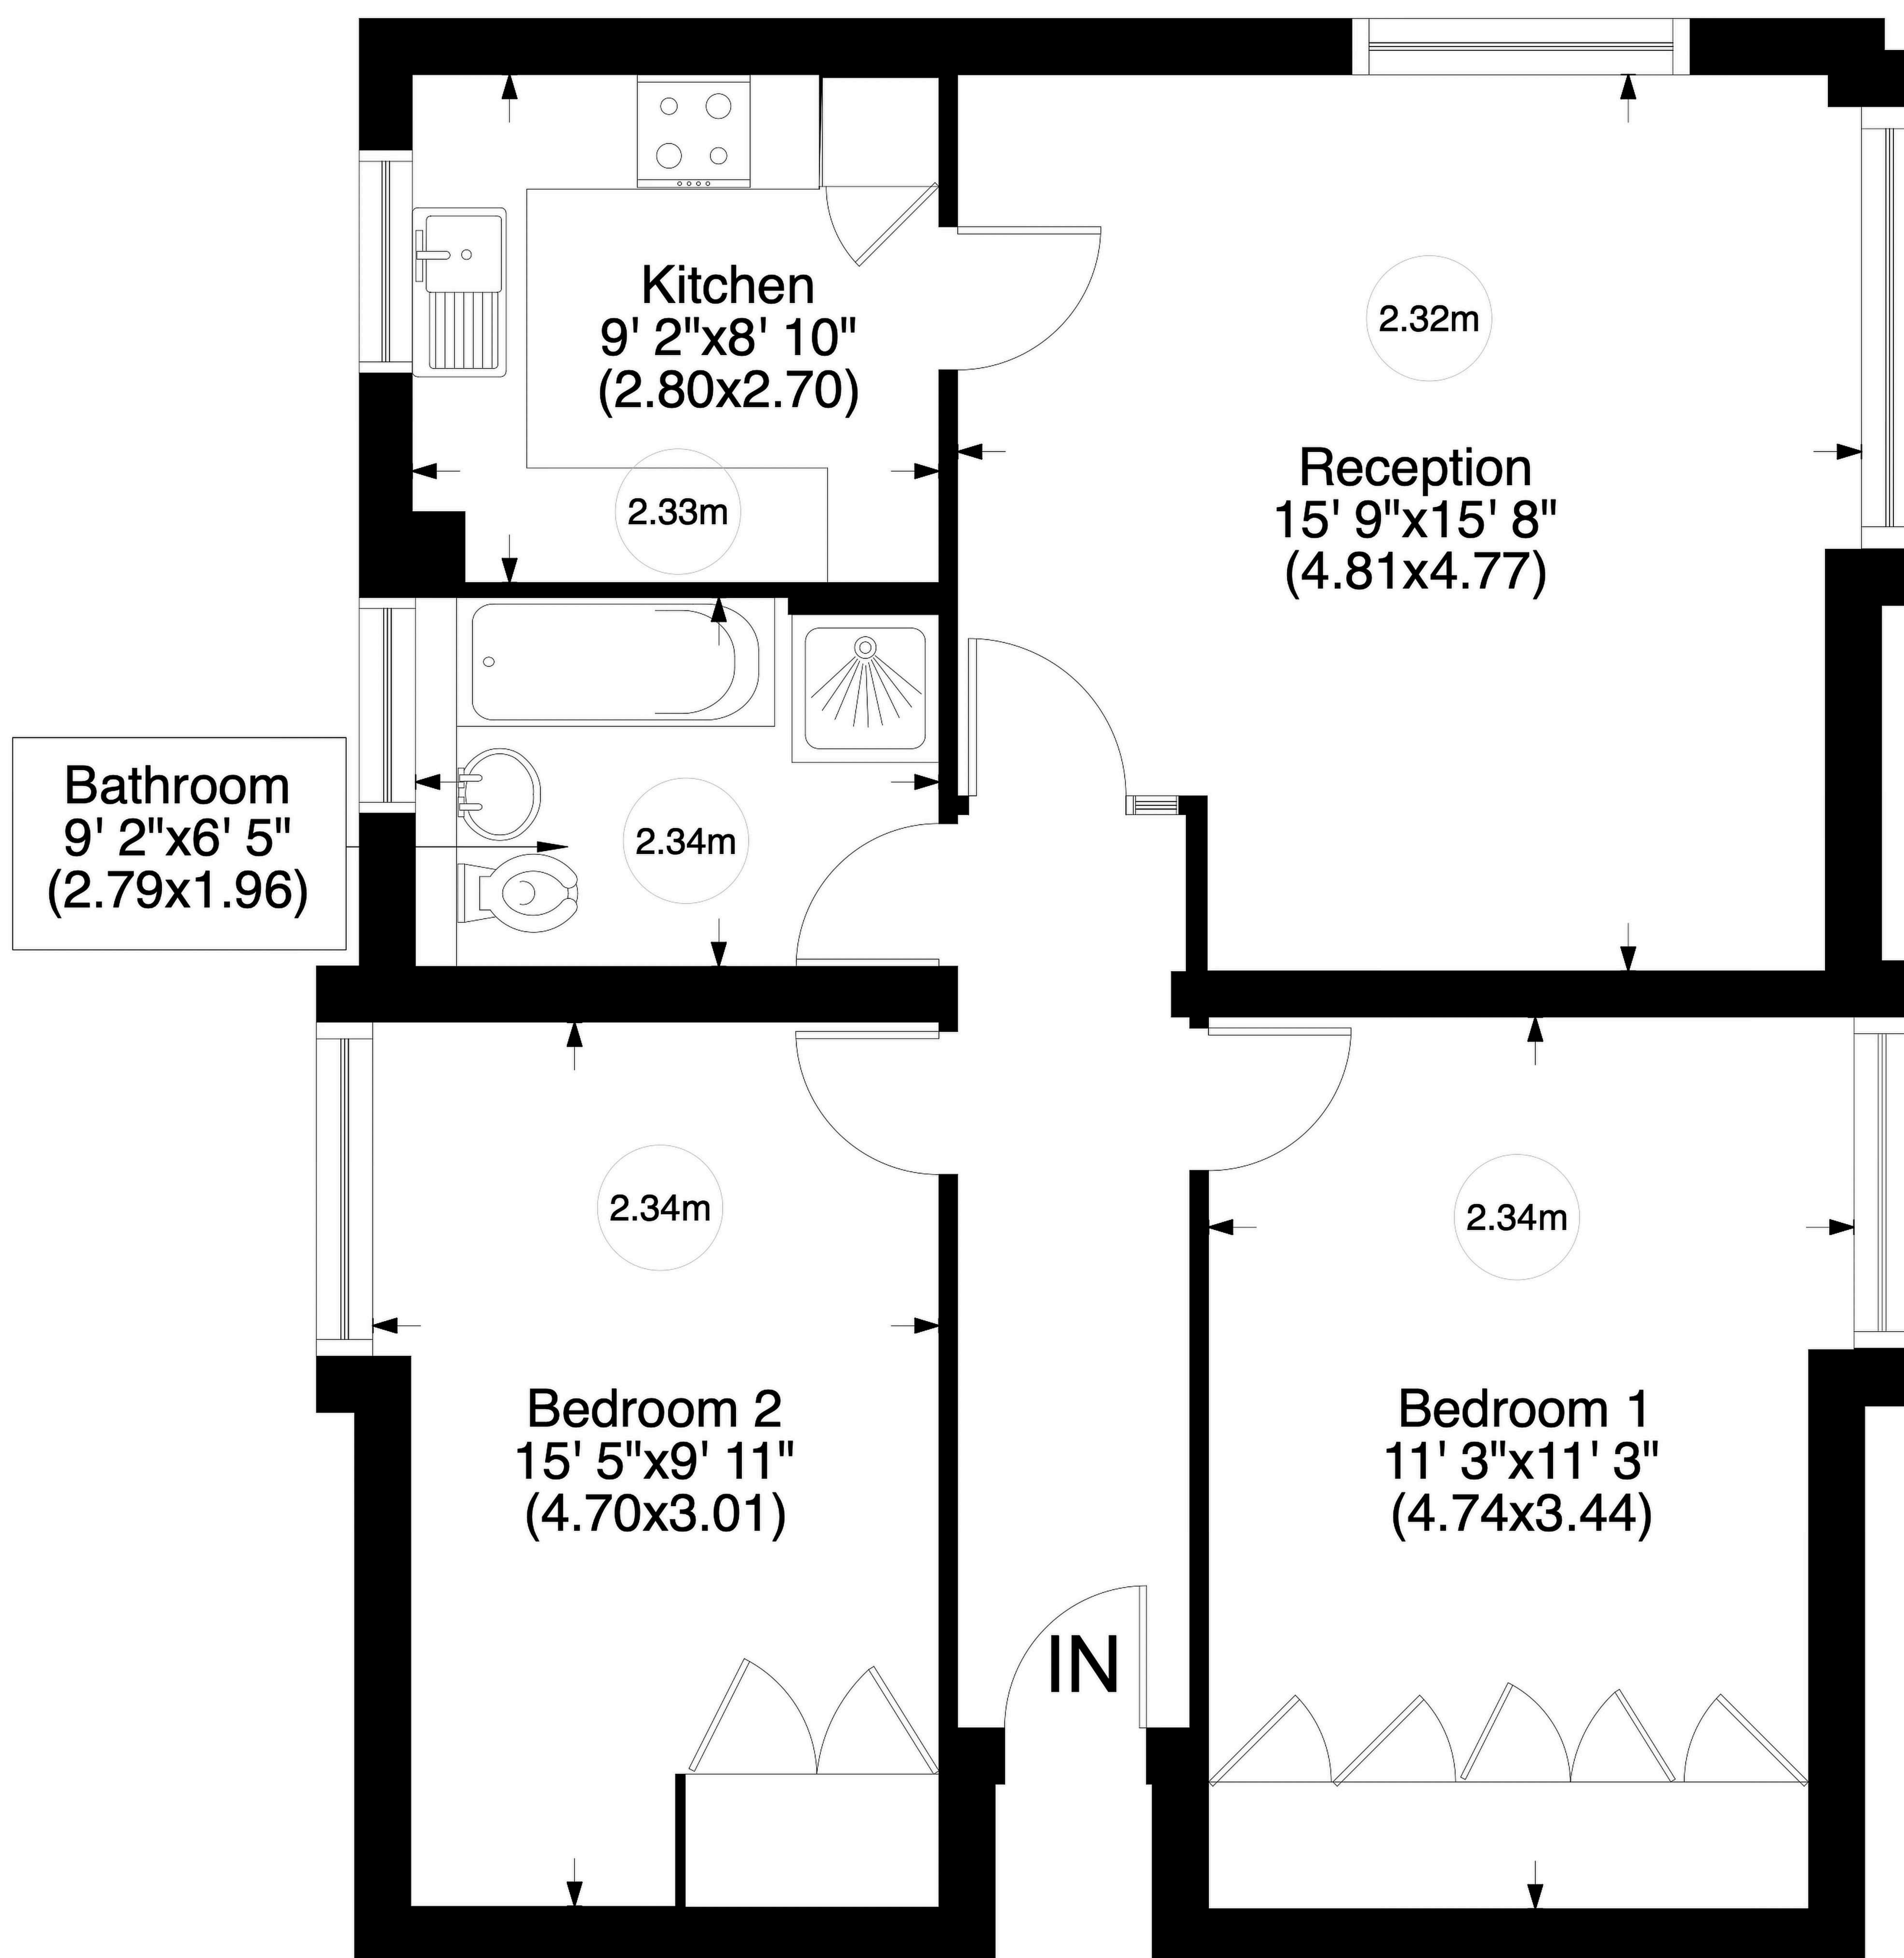 Kitchen
9' 2"x8' 10"
(2.80x2.70)
2.33m
2.32m
Reception
15' 9"x15' 8"
(4.81x4.77)
Bathroom
9' 2"x6' 5"
(2.79x1.96)
2.34m
2.34m
Bedroom 2
15' 5"x9' 11"
(4.70x3.01)
2.34m
Bedroom 1
11' 3"x11' 3"
(4.74x3.44)
IN